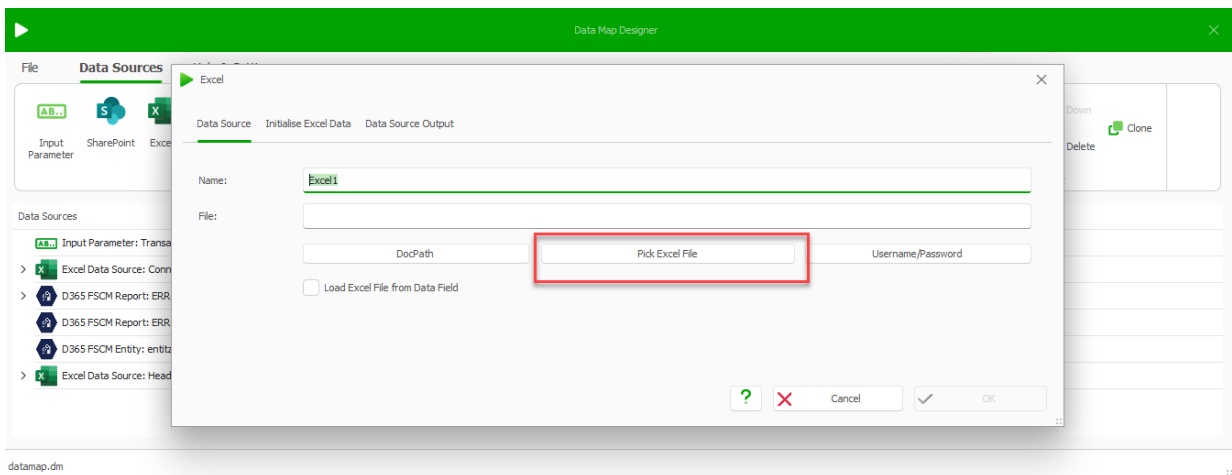 Data Map Designer
File Data Sources
Excel
AB..
Input Parameter
SharePoint
Data Source Initialise Excel Data Data Source Output
Down
Clone
Delete
Name: Excel1
File:
DocPath Pick Excel File Username/Password
Load Excel File from Data Field
Data Sources
AB.. Input Parameter: Transa
Excel Data Source: Conn
D365 FSCM Report: ERR
D365 FSCM Report: ERR
D365 FSCM Entity: entitz
Excel Data Source: Head
? Cancel OK
datamap.dm